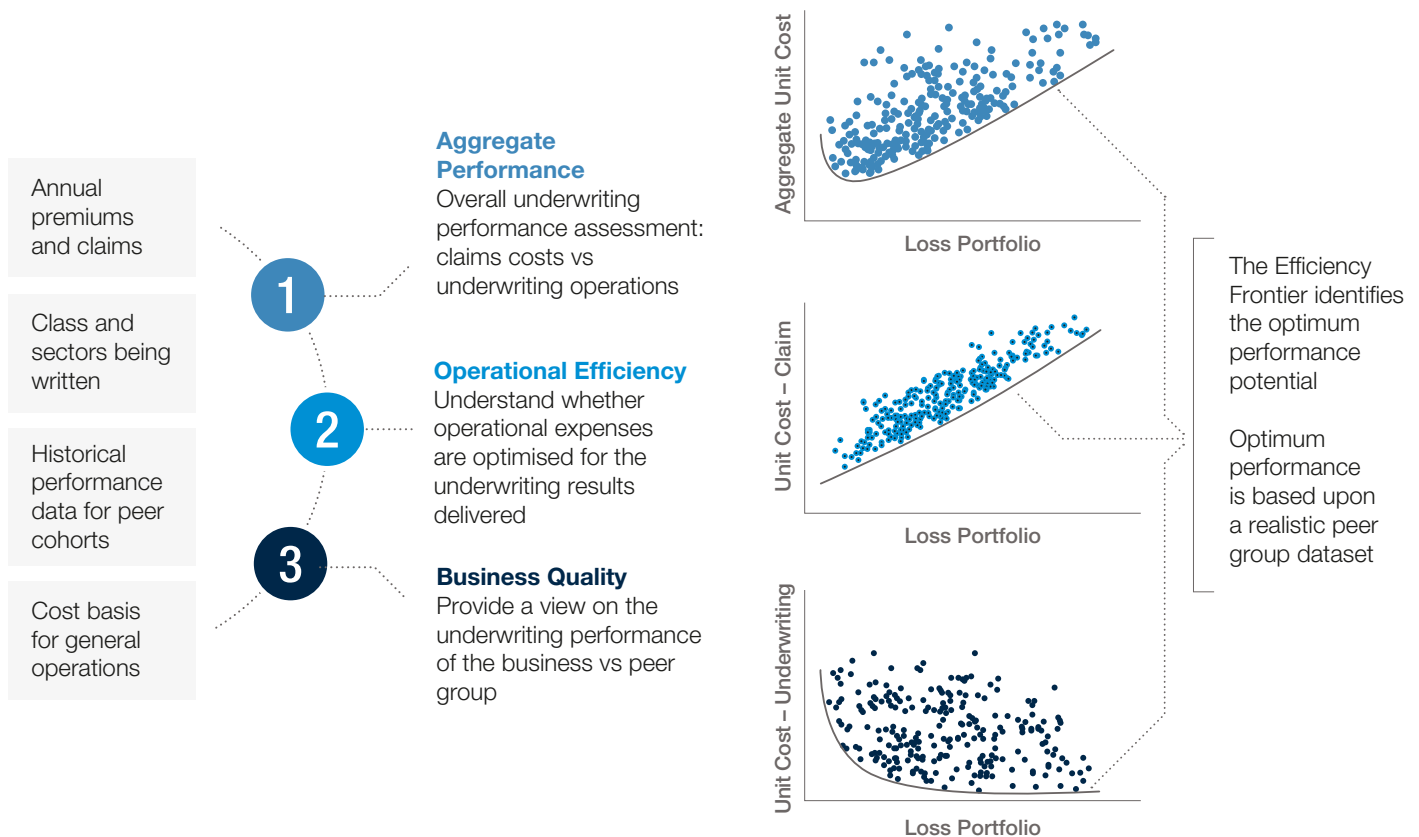 Annual
premiums
and claims
Class and
sectors being
written
Historical
performance
data for peer
cohorts
Cost basis
for general
operations
1
2
3
Aggregate
Performance
Overall underwriting
performance assessment:
claims costs vs
underwriting operations
Operational Efficiency
Understand whether
operational expenses
are optimised for the
underwriting results
delivered
Business Quality
Provide a view on the
underwriting performance
of the business vs peer
group
Aggregate Unit Cost
Loss Portfolio
Unit Cost – Claim
Loss Portfolio
Unit Cost – Underwriting
Loss Portfolio
The Efficiency
Frontier identifies
the optimum
performance
potential
Optimum
performance
is based upon
a realistic peer
group dataset